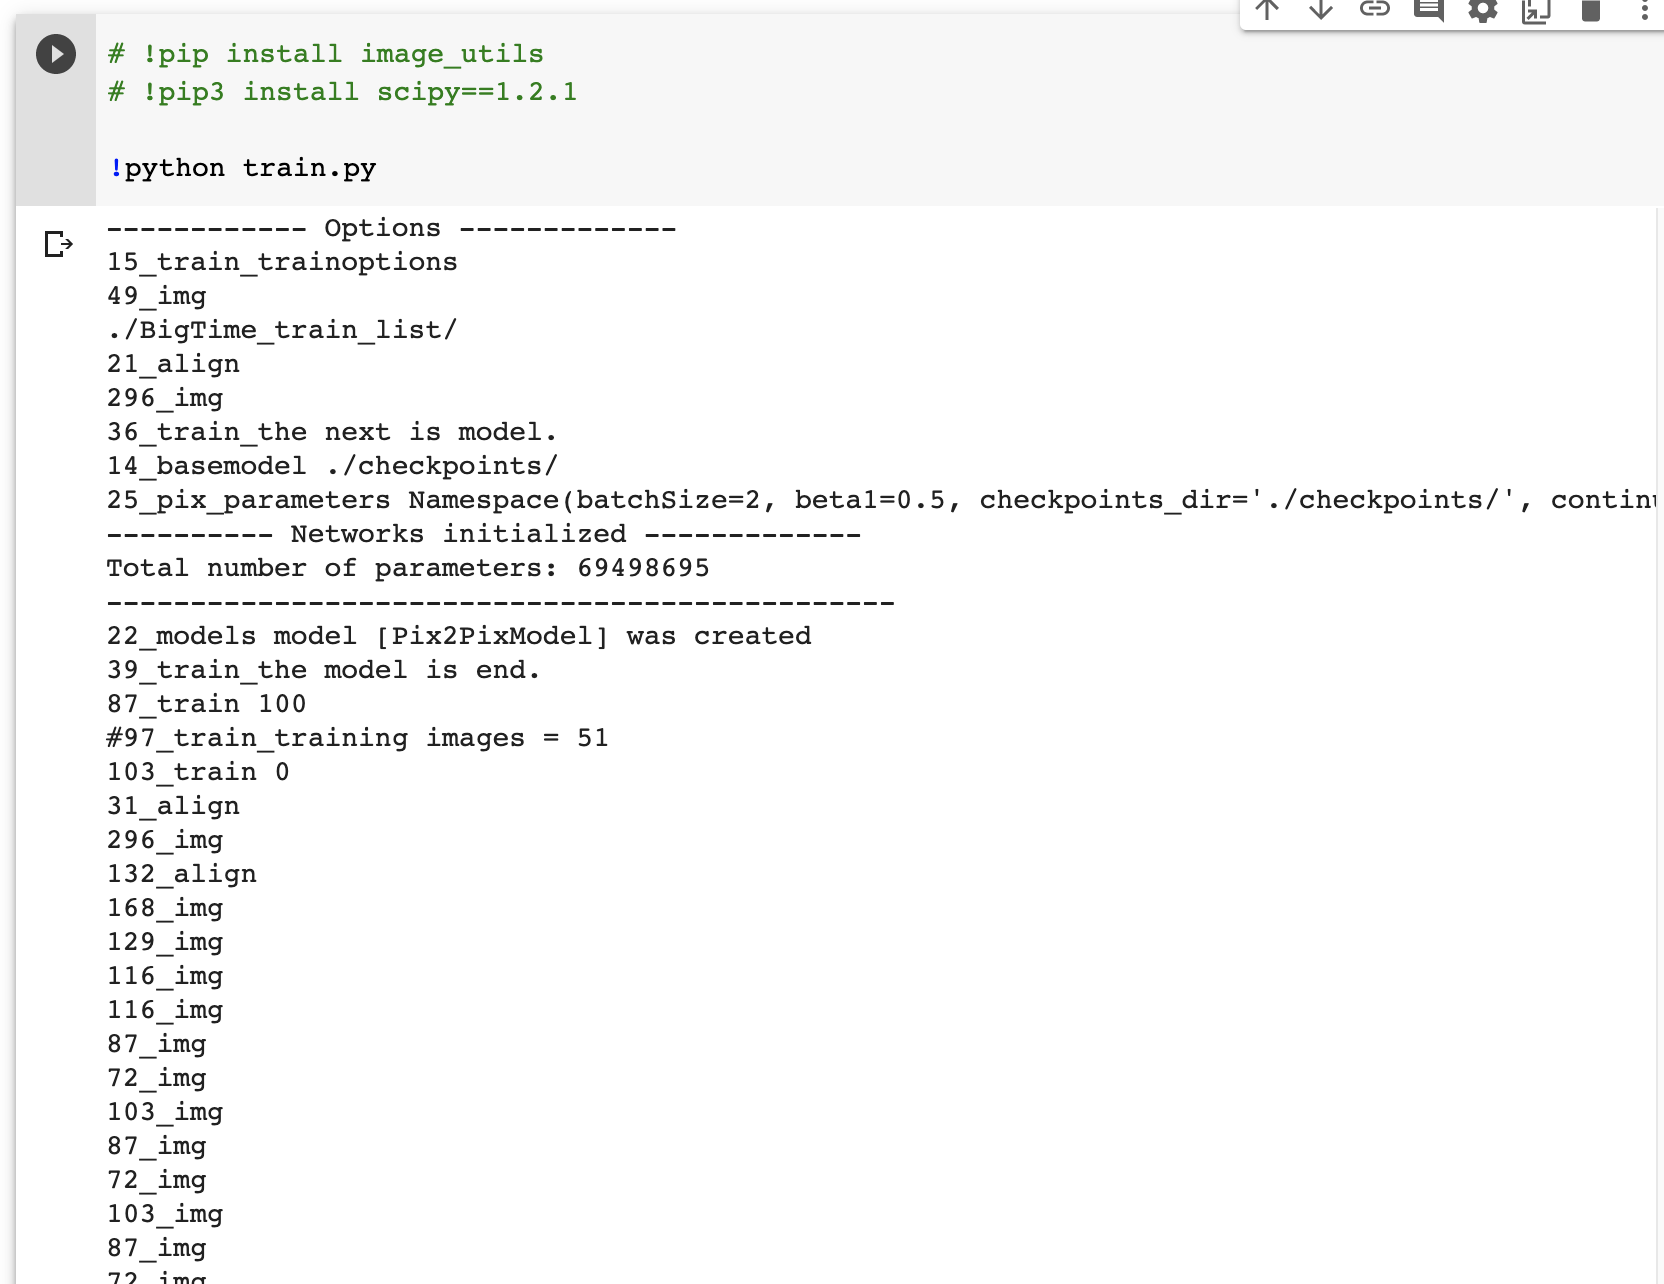 # !pip install image_utils
# !pip3 install scipy==1.2.1
!python train.py
------------ Options -------------
15_train_trainoptions
49_img
./BigTime_train_list/
21_align
296_img
36_train_the next is model.
14_basemodel ./checkpoints/
25_pix_parameters Namespace(batchSize=2, beta1=0.5, checkpoints_dir='./checkpoints/',
---------- Networks initialized -------------
Total number of parameters: 69498695
-----------------------------------------------
22_models model [Pix2PixModel] was created
39_train_the model is end.
87_train 100
#97_train_training images = 51
103_train 0
31_align
296_img
132_align
168_img
129_img
116_img
116_img
87_img
72_img
103_img
87_img
72_img
103_img
87_img
72_img